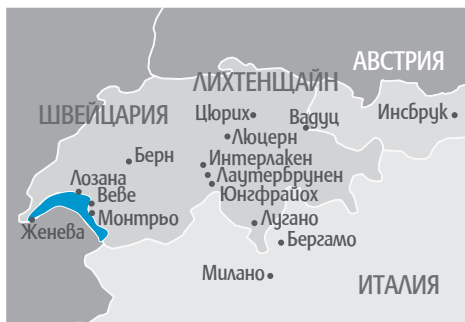 АВСТРИЯ
ЛИХТЕНЩАЙН
ШВЕЙЦАРИЯ
Цюрих
Вадуц
Инсбрук
Люцерн
Берн
Интерлакен
Лаутербрунен
Юнгфрайох
Лозана
Веве
Монтрьо
Женева
Лугано
Бергамо
Милано
ИТАЛИЯ